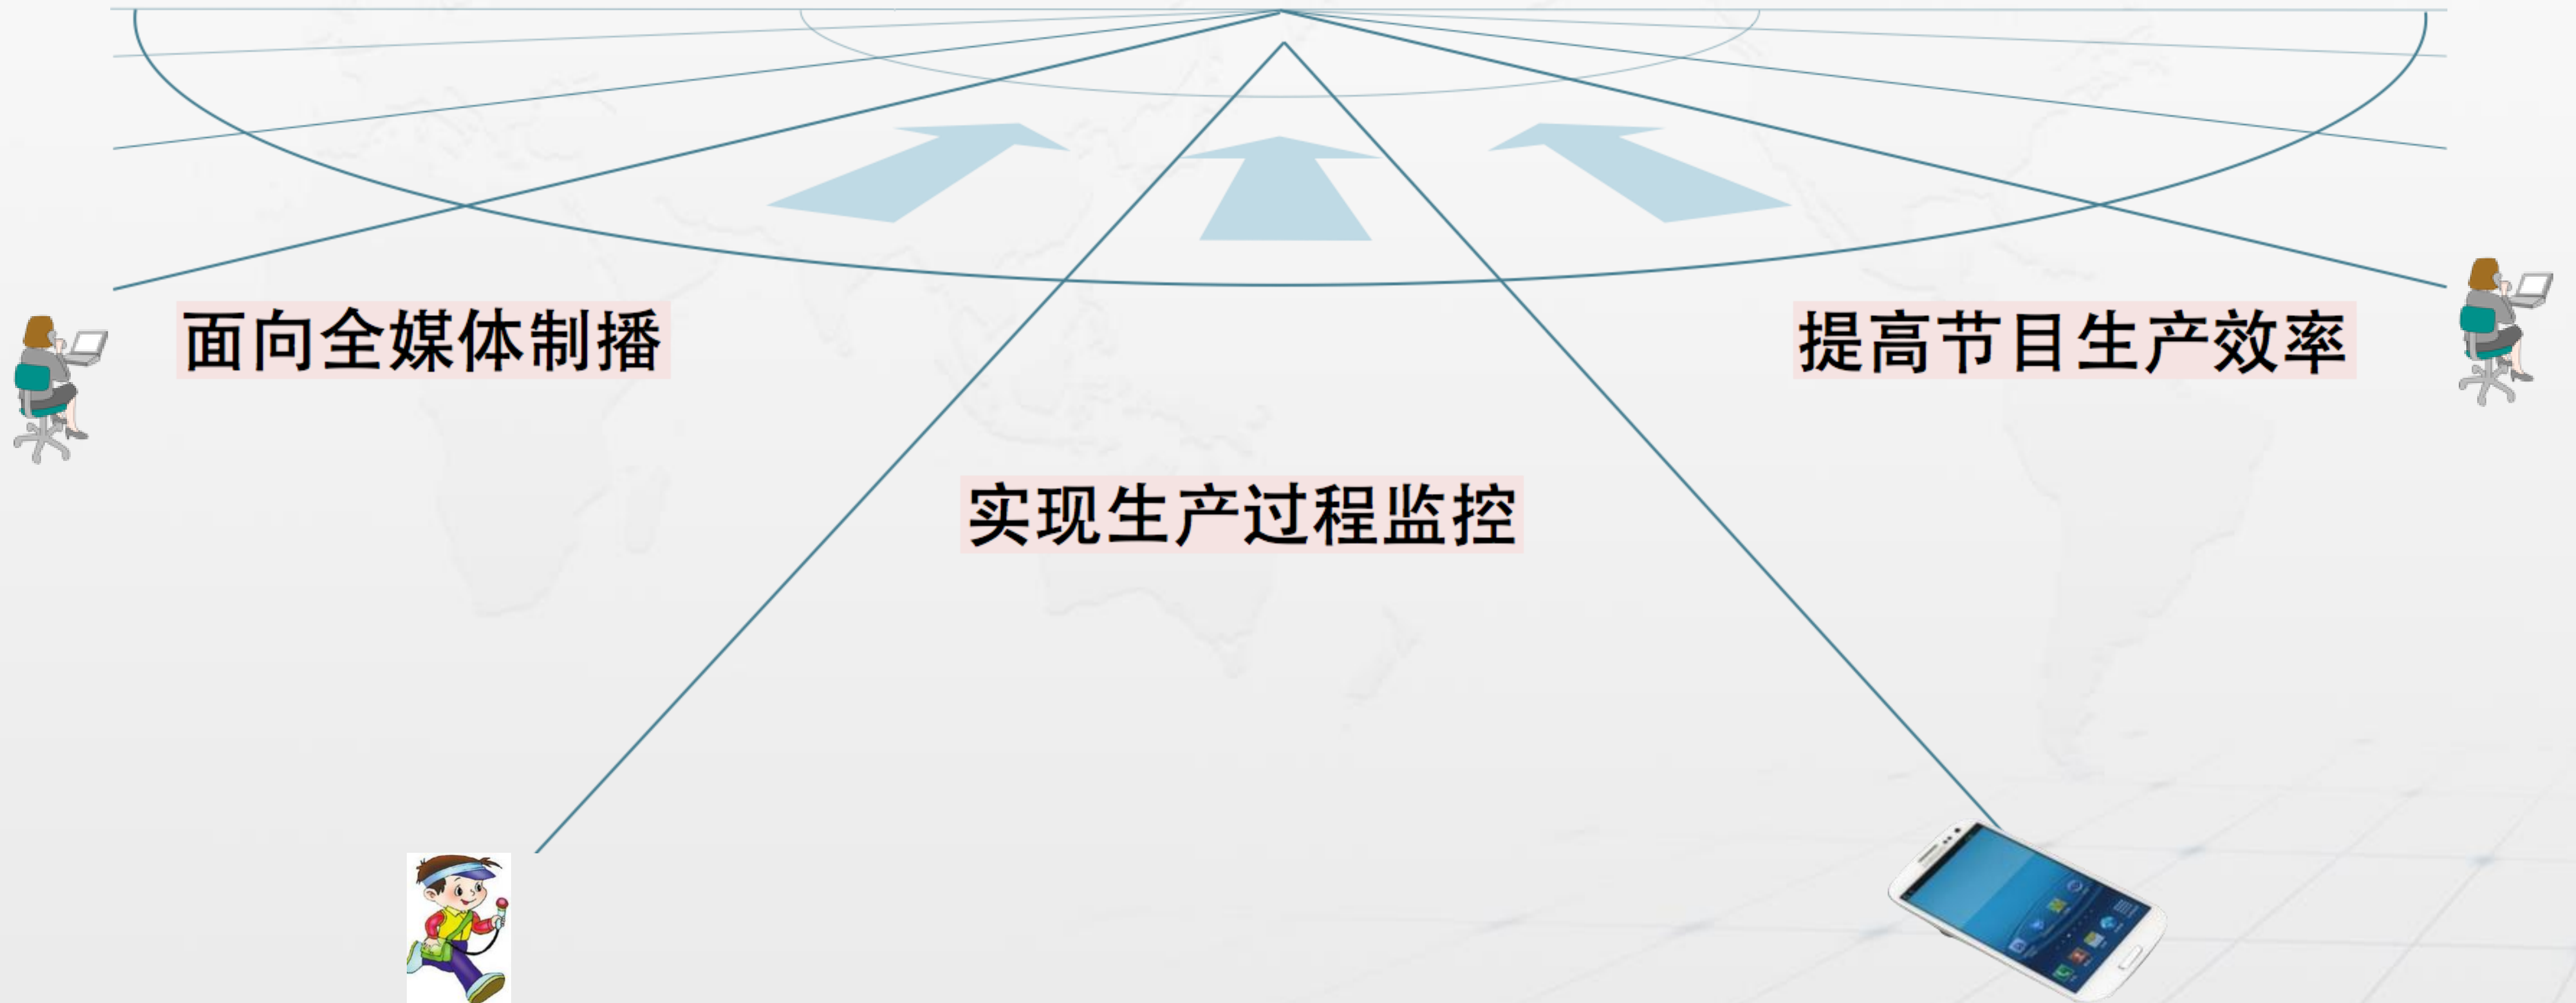 面向全媒体制播
提高节目生产效率
实现生产过程监控